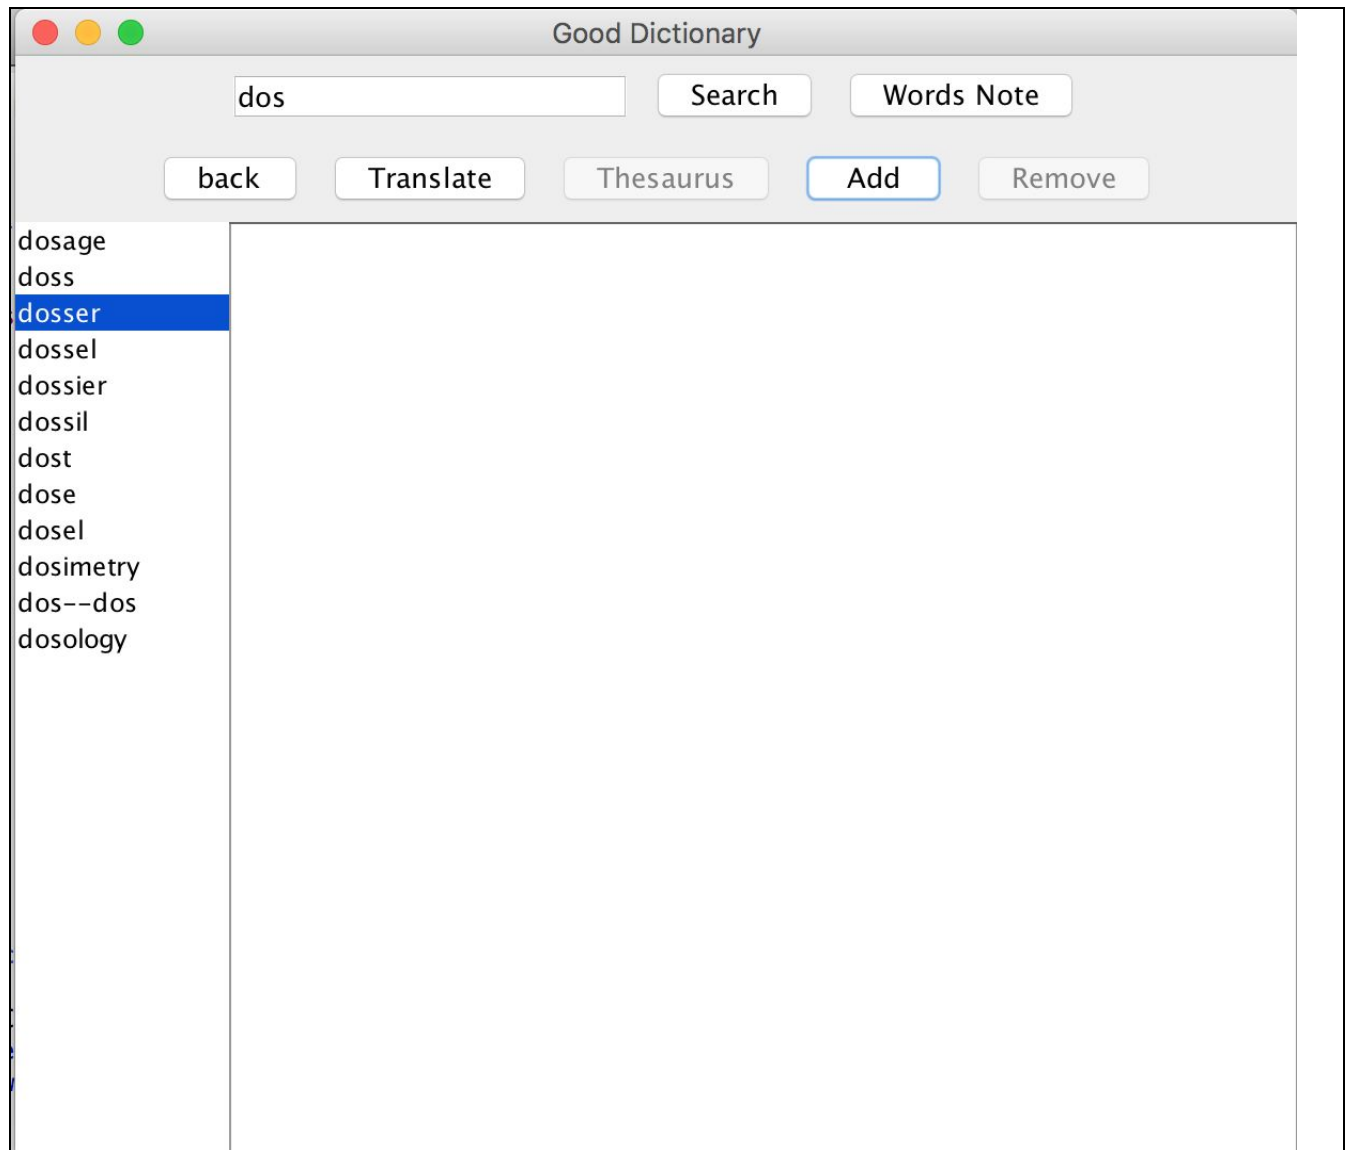 Good Dictionary
dos Search Words Note
back Translate Thesaurus Add Remove
dosage
doss
dosser
dossel
dossier
dossil
dost
dose
dosel
dosimetry
dos--dos
dosology